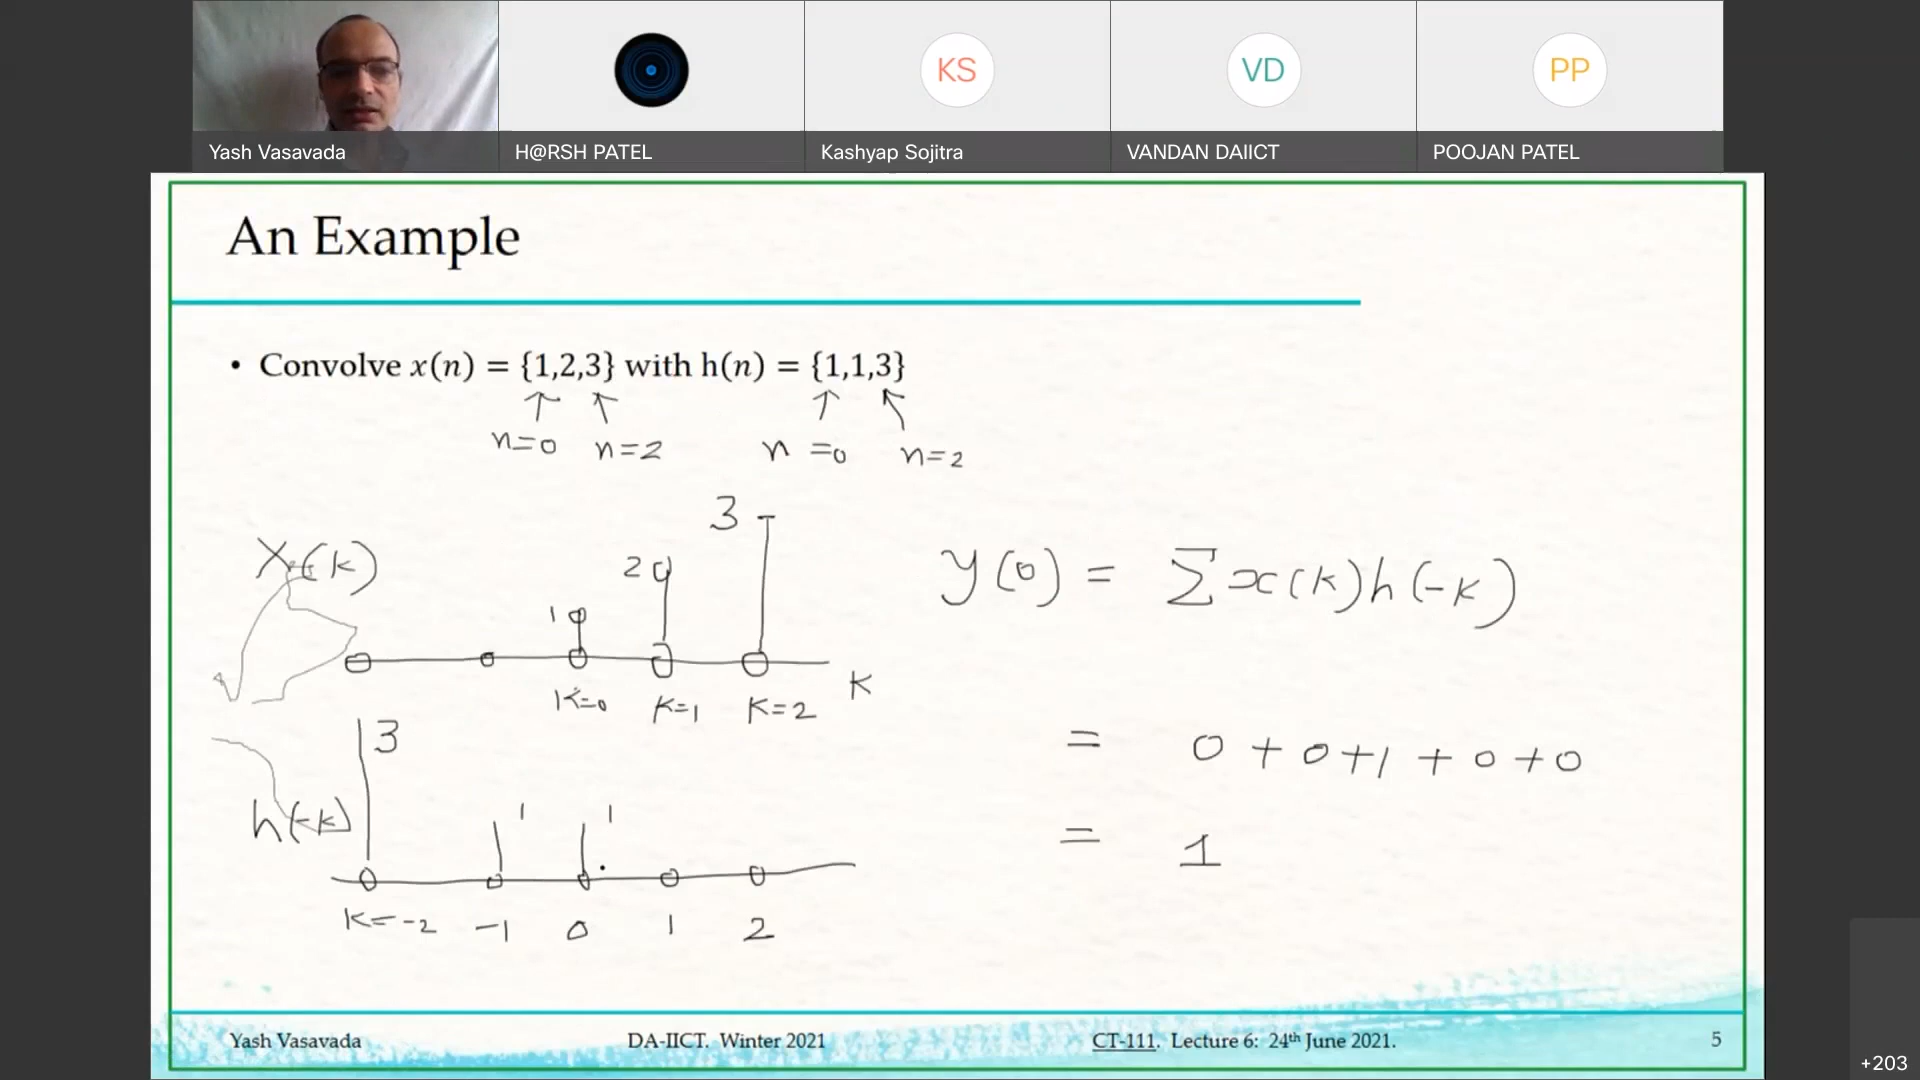 KS
VD
PP
Yash Vasavada
H@RSH PATEL
Kashyap Sojitra
VANDAN DAIICT
POOJAN PATEL
An Example
• Convolve x(n) = {1,2,3} with h(n) = {1,1,3}
n=0 n=2 n=0 n=2
3
x(k)
2
1
K
K=0 K=1 K=2
y(0) = Σx(k)h(-k)
= 0+0+1+0+0
= 1
3
h(-k)
1 1
K=-2 -1 0 1 2
Yash Vasavada
DA-IICT. Winter 2021
CT-111. Lecture 6: 24th June 2021.
5
+203